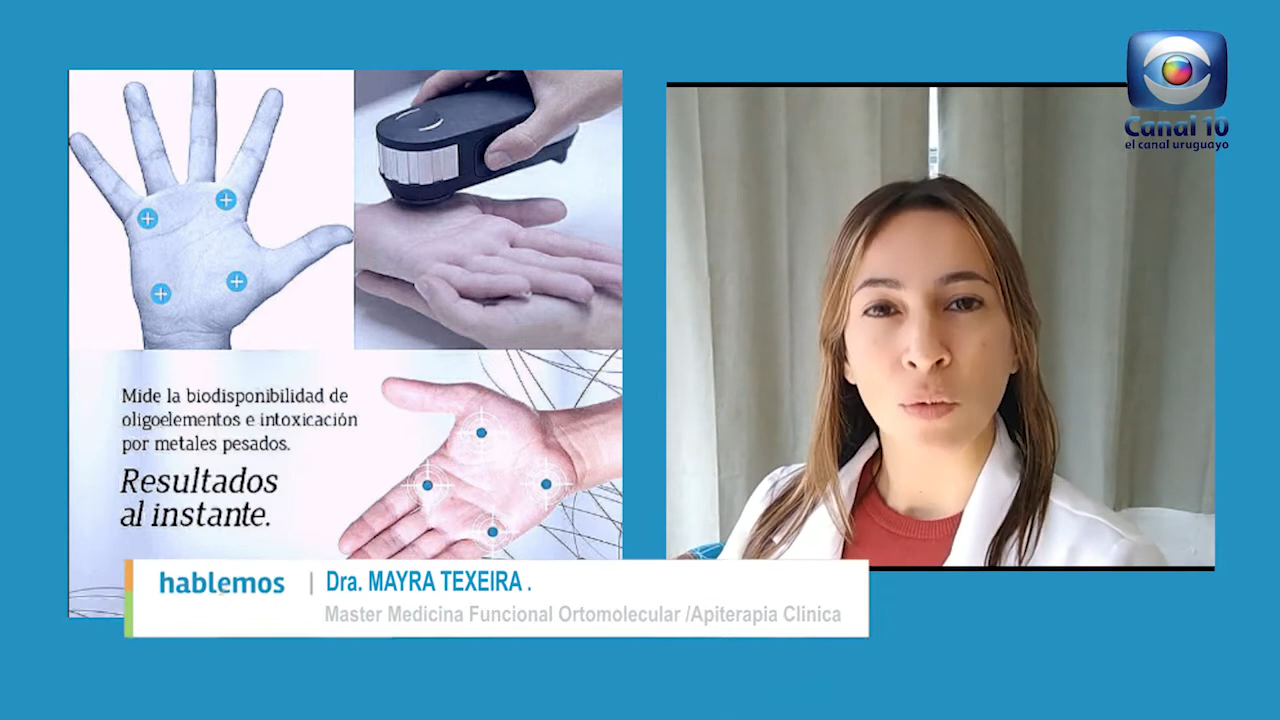 Canal 10
el canal uruguayo
Mide la biodisponibilidad de
oligoelementos e intoxicación
por metales pesados.
Resultados
al instante.
hablemos | Dra. MAYRA TEXEIRA .
Master Medicina Funcional Ortomolecular /Apiterapia Clinica